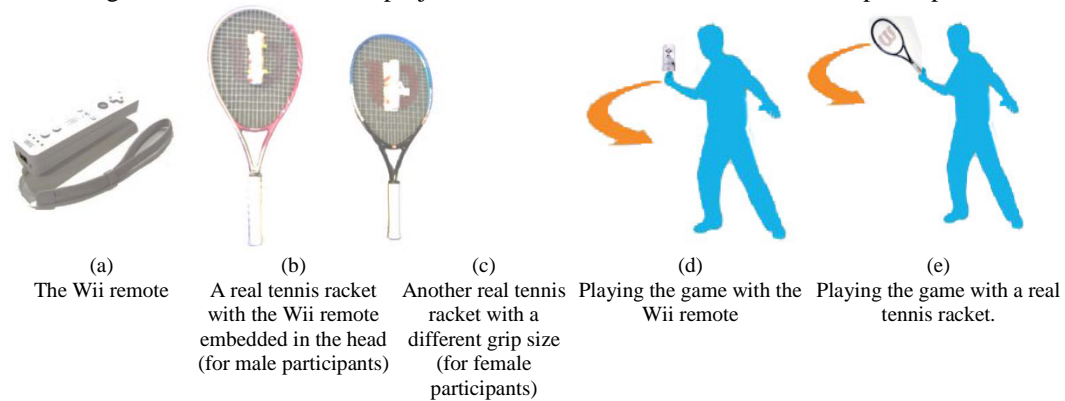 (a)
The Wii remote
(b)
A real tennis racket
with the Wii remote
embedded in the head
(for male participants)
(c)
Another real tennis
racket with a
different grip size
(for female
participants)
(d)
Playing the game with the
Wii remote
(e)
Playing the game with a real
tennis racket.